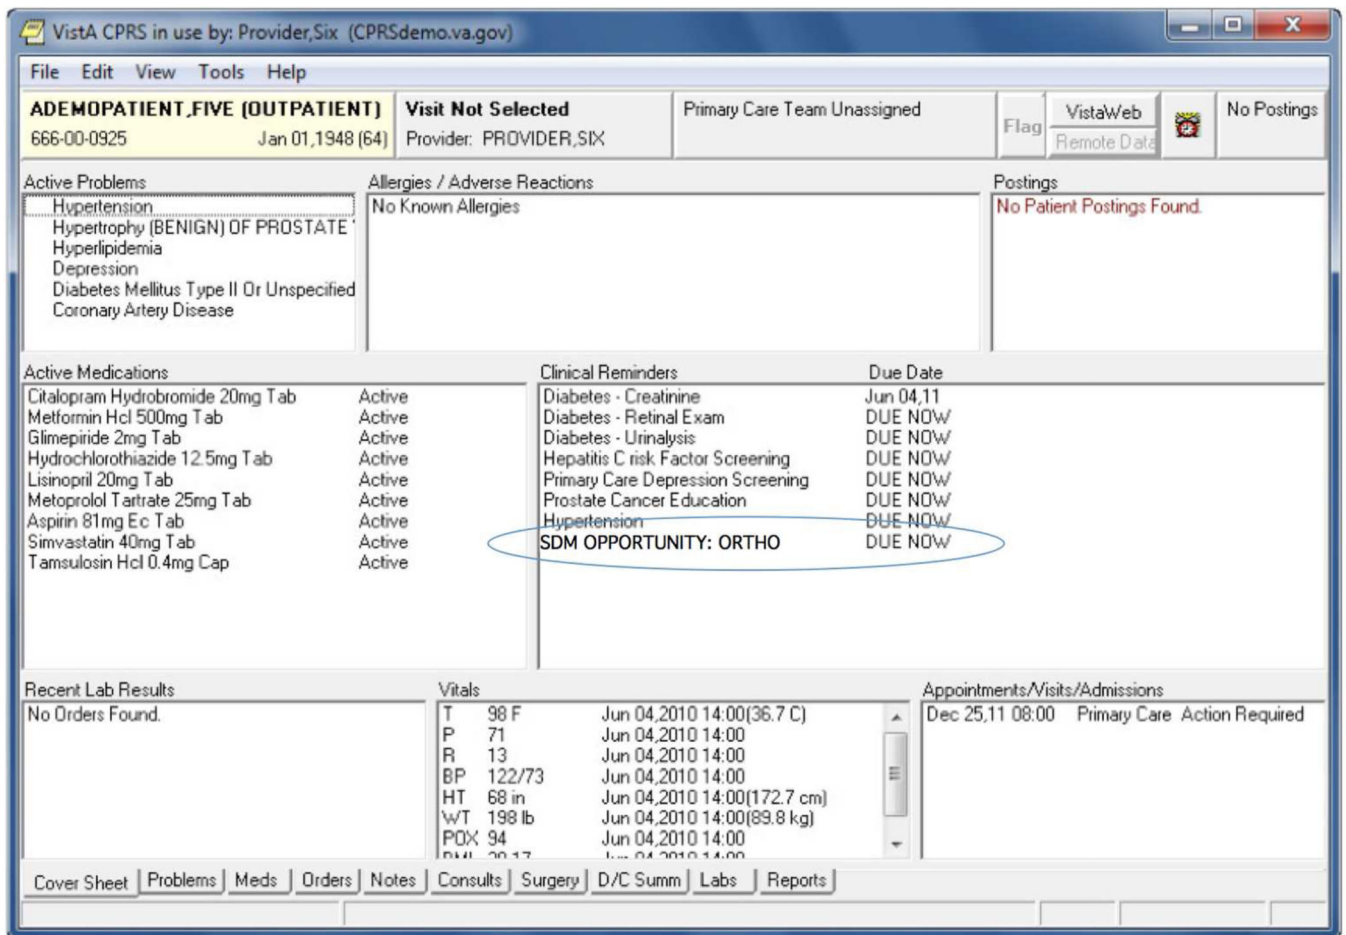 VistA CPRS in use by: Provider,Six (CPRSdemo.va.gov)
File Edit View Tools Help
ADEMOPATIENT,FIVE (OUTPATIENT)
666-00-0925 Jan 01,1948 (64)
Visit Not Selected
Provider: PROVIDER,SIX
Primary Care Team Unassigned
Flag
VistaWeb
Remote Data
No Postings
Active Problems
Hypertension
Hypertrophy (BENIGN) OF PROSTATE
Hyperlipidemia
Depression
Diabetes Mellitus Type II Or Unspecified
Coronary Artery Disease
Allergies / Adverse Reactions
No Known Allergies
Postings
No Patient Postings Found.
Active Medications
Citalopram Hydrobromide 20mg Tab Active
Metformin Hcl 500mg Tab Active
Glimepiride 2mg Tab Active
Hydrochlorothiazide 12.5mg Tab Active
Lisinopril 20mg Tab Active
Metoprolol Tartrate 25mg Tab Active
Aspirin 81mg Ec Tab Active
Simvastatin 40mg Tab Active
Tamsulosin Hcl 0.4mg Cap Active
Clinical Reminders Due Date
Diabetes - Creatinine Jun 04,11
Diabetes - Retinal Exam DUE NOW
Diabetes - Urinalysis DUE NOW
Hepatitis C risk Factor Screening DUE NOW
Primary Care Depression Screening DUE NOW
Prostate Cancer Education DUE NOW
Hypertension DUE NOW
SDM OPPORTUNITY: ORTHO DUE NOW
Recent Lab Results
No Orders Found.
Vitals
T 98 F Jun 04,2010 14:00(36.7 C)
P 71 Jun 04,2010 14:00
R 13 Jun 04,2010 14:00
BP 122/73 Jun 04,2010 14:00
HT 68 in Jun 04,2010 14:00(172.7 cm)
WT 198 lb Jun 04,2010 14:00(89.8 kg)
POX 94 Jun 04,2010 14:00
Appointments/Visits/Admissions
Dec 25,11 08:00 Primary Care Action Required
Cover Sheet Problems Meds Orders Notes Consults Surgery D/C Summ Labs Reports